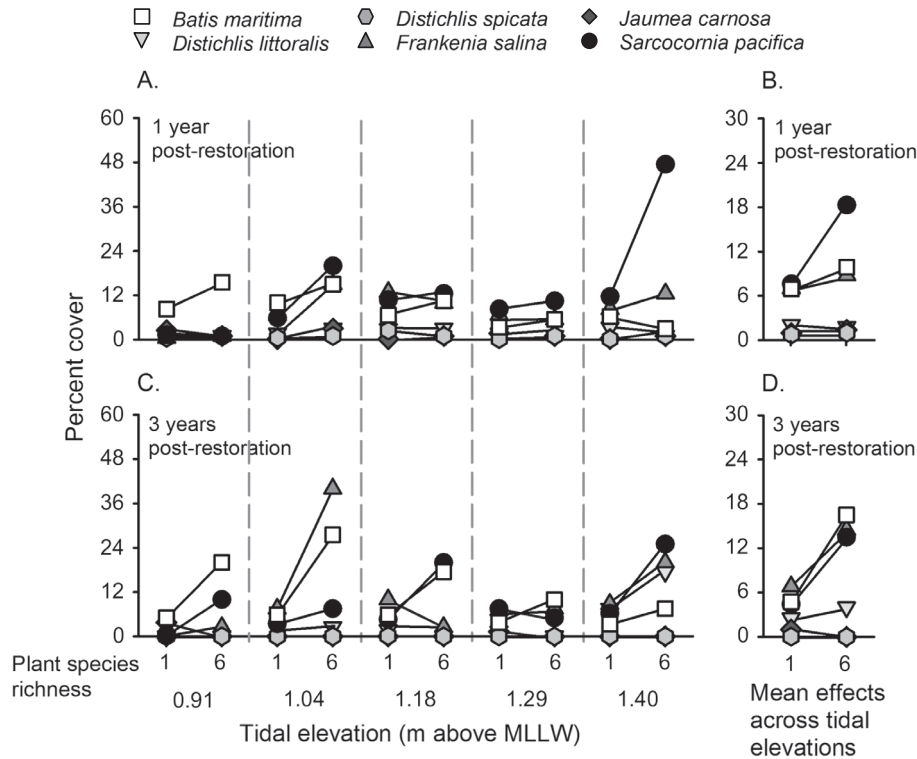 Batis maritima Distichlis spicata Jaumea carnosa
Distichlis littoralis Frankenia salina Sarcocornia pacifica
A. B.
60 30
1 year 1 year
post-restoration post-restoration
48 24
36 18
24 12
12 6
0 0
Percent cover
C. D.
60 30
3 years 3 years
post-restoration post-restoration
48 24
36 18
24 12
12 6
0 0
Plant species 1 6 1 6 1 6 1 6 1 6 1 6
richness
0.91 1.04 1.18 1.29 1.40
Tidal elevation (m above MLLW)
Mean effects
across tidal
elevations